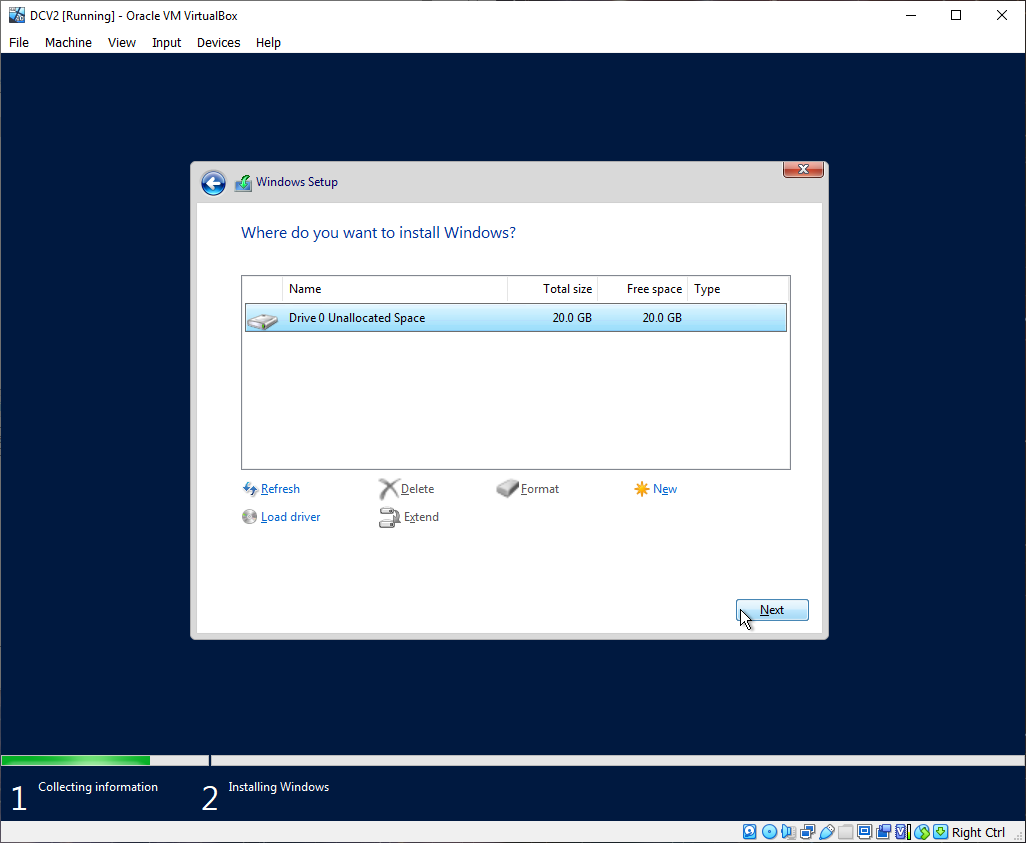 DCV2 [Running] - Oracle VM VirtualBox
File Machine View Input Devices Help
Windows Setup
Where do you want to install Windows?
Name Total size Free space Type
Drive 0 Unallocated Space 20.0 GB 20.0 GB
Refresh Delete Format New
Load driver Extend
Next
1 Collecting information 2 Installing Windows
Right Ctrl